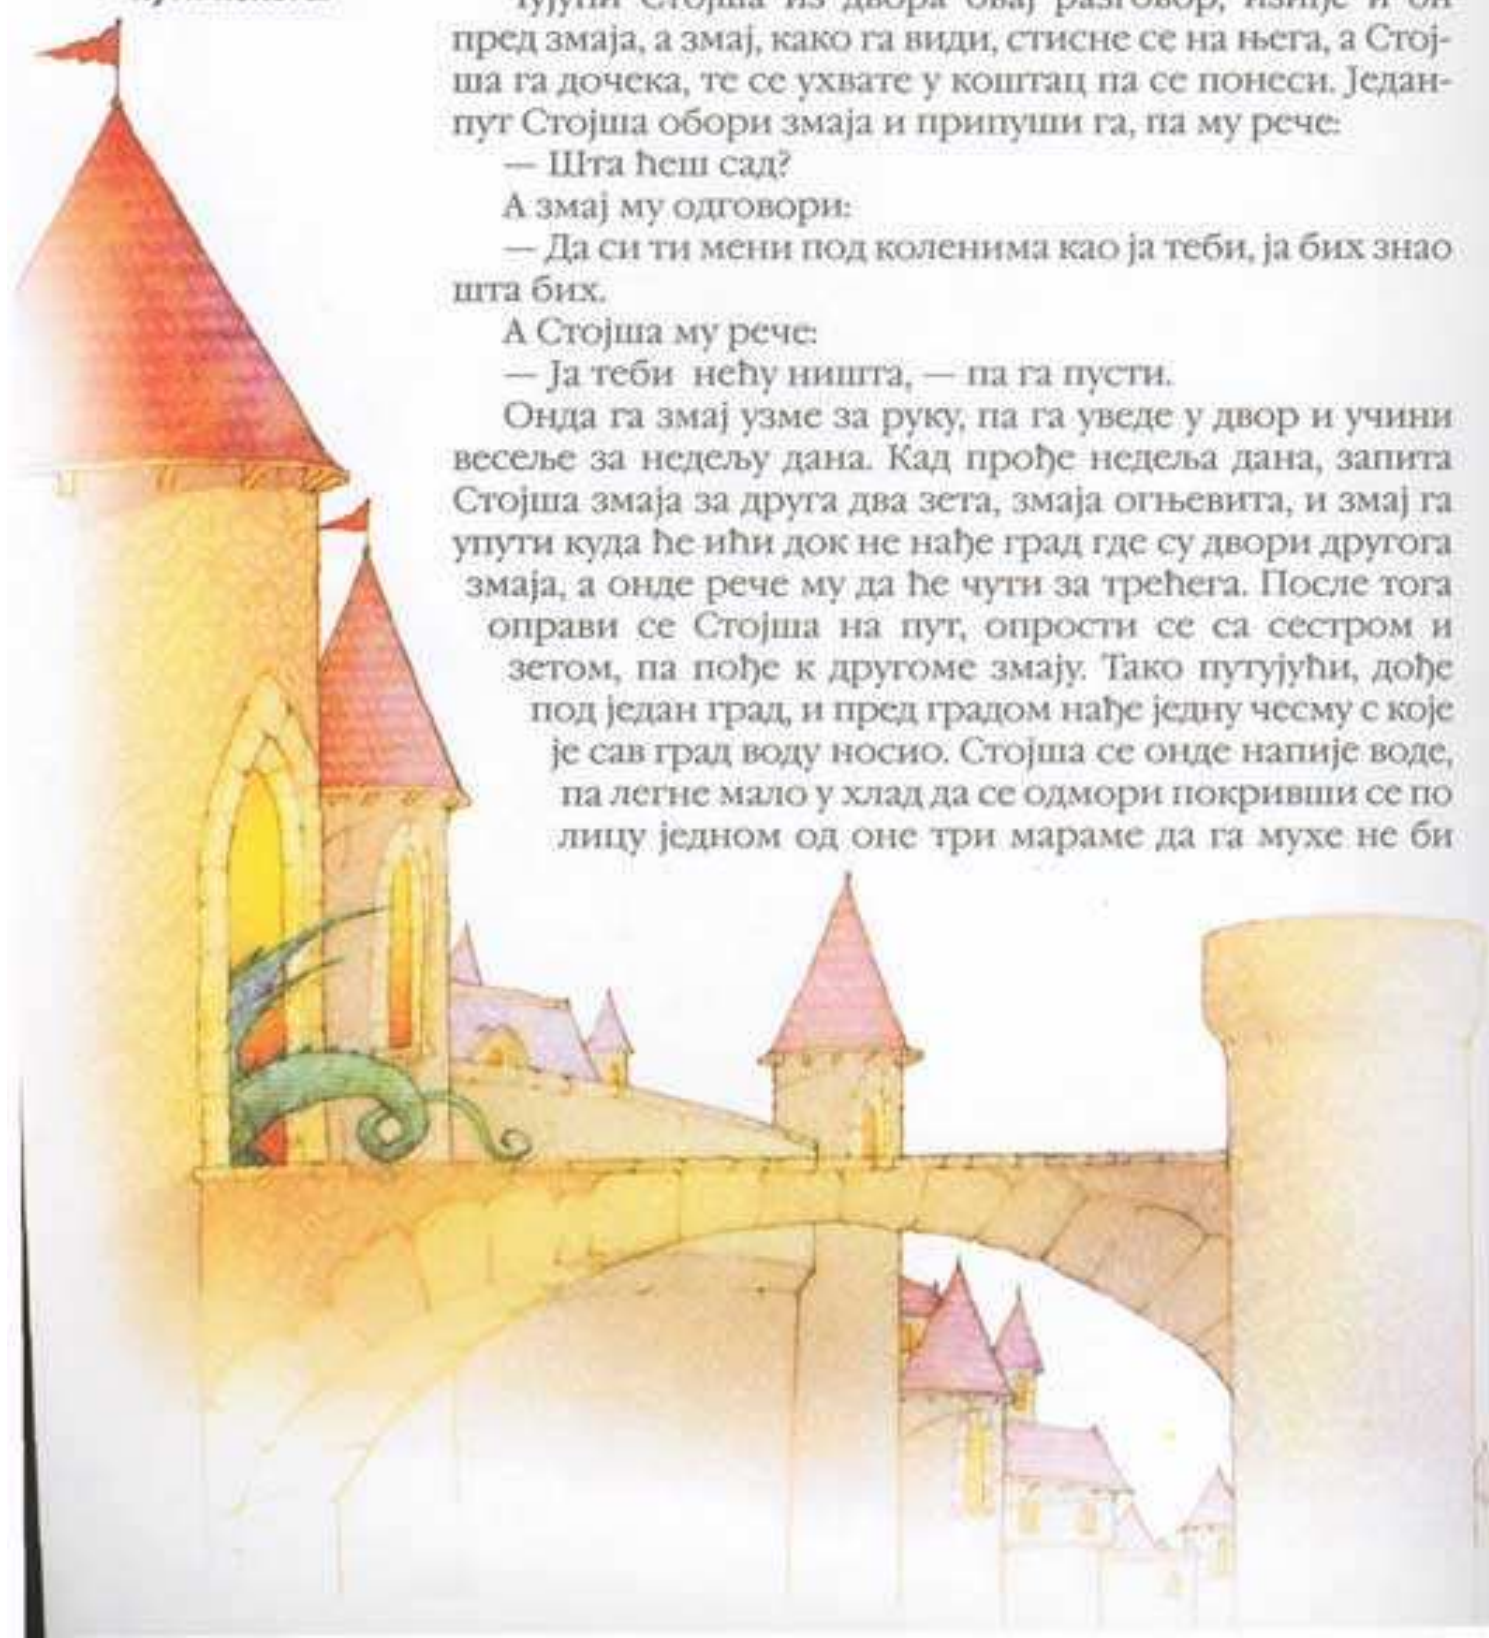 пред змаја, а змај, како га види, стисне се на њега, а Стој-
ша га дочека, те се ухвате у коштац па се понеси. Један-
пут Стојша обори змаја и припуши га, па му рече:
— Шта ћеш сад?
А змај му одговори:
— Да си ти мени под коленима као ја теби, ја бих знао
шта бих.
А Стојша му рече:
— Ја теби нећу ништа, — па га пусти.
Онда га змај узме за руку, па га уведе у двор и учини
весеље за недељу дана. Кад прође недеља дана, запита
Стојша змаја за друга два зета, змаја огњевита, и змај га
упути куда ће ићи док не нађе град где су двори другога
змаја, а онде рече му да ће чути за трећега. После тога
оправи се Стојша на пут, опрости се са сестром и
зетом, па пође к другоме змају. Тако путујући, дође
под један град, и пред градом нађе једну чесму с које
је сав град воду носио. Стојша се онде напије воде,
па легне мало у хлад да се одмори покривши се по
лицу једном од оне три мараме да га мухе не би